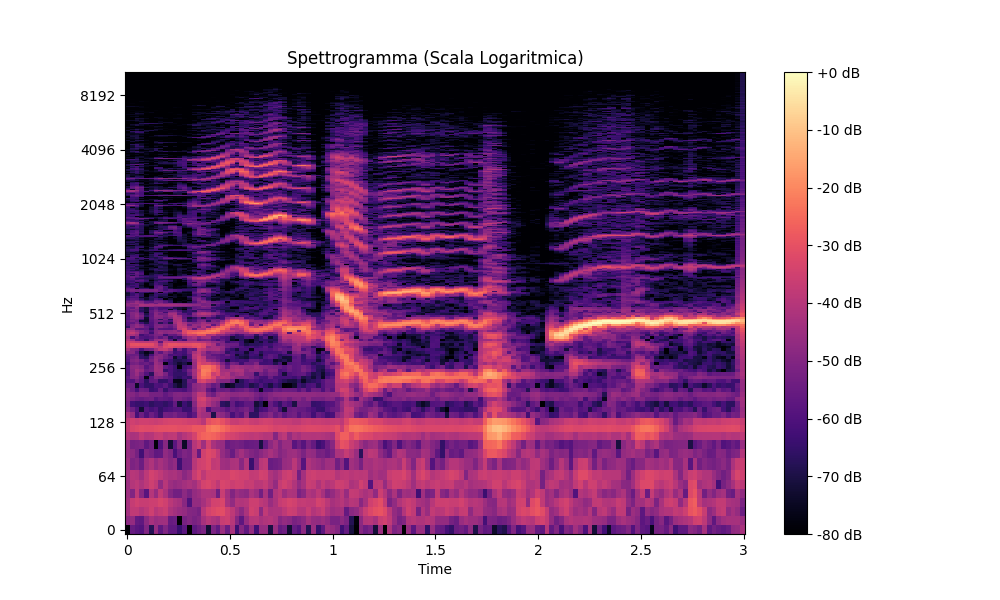 Spettrogramma (Scala Logaritmica)
Hz
8192
4096
2048
1024
512
256
128
64
0
0
0.5
1
1.5
2
2.5
3
Time
+0 dB
-10 dB
-20 dB
-30 dB
-40 dB
-50 dB
-60 dB
-70 dB
-80 dB